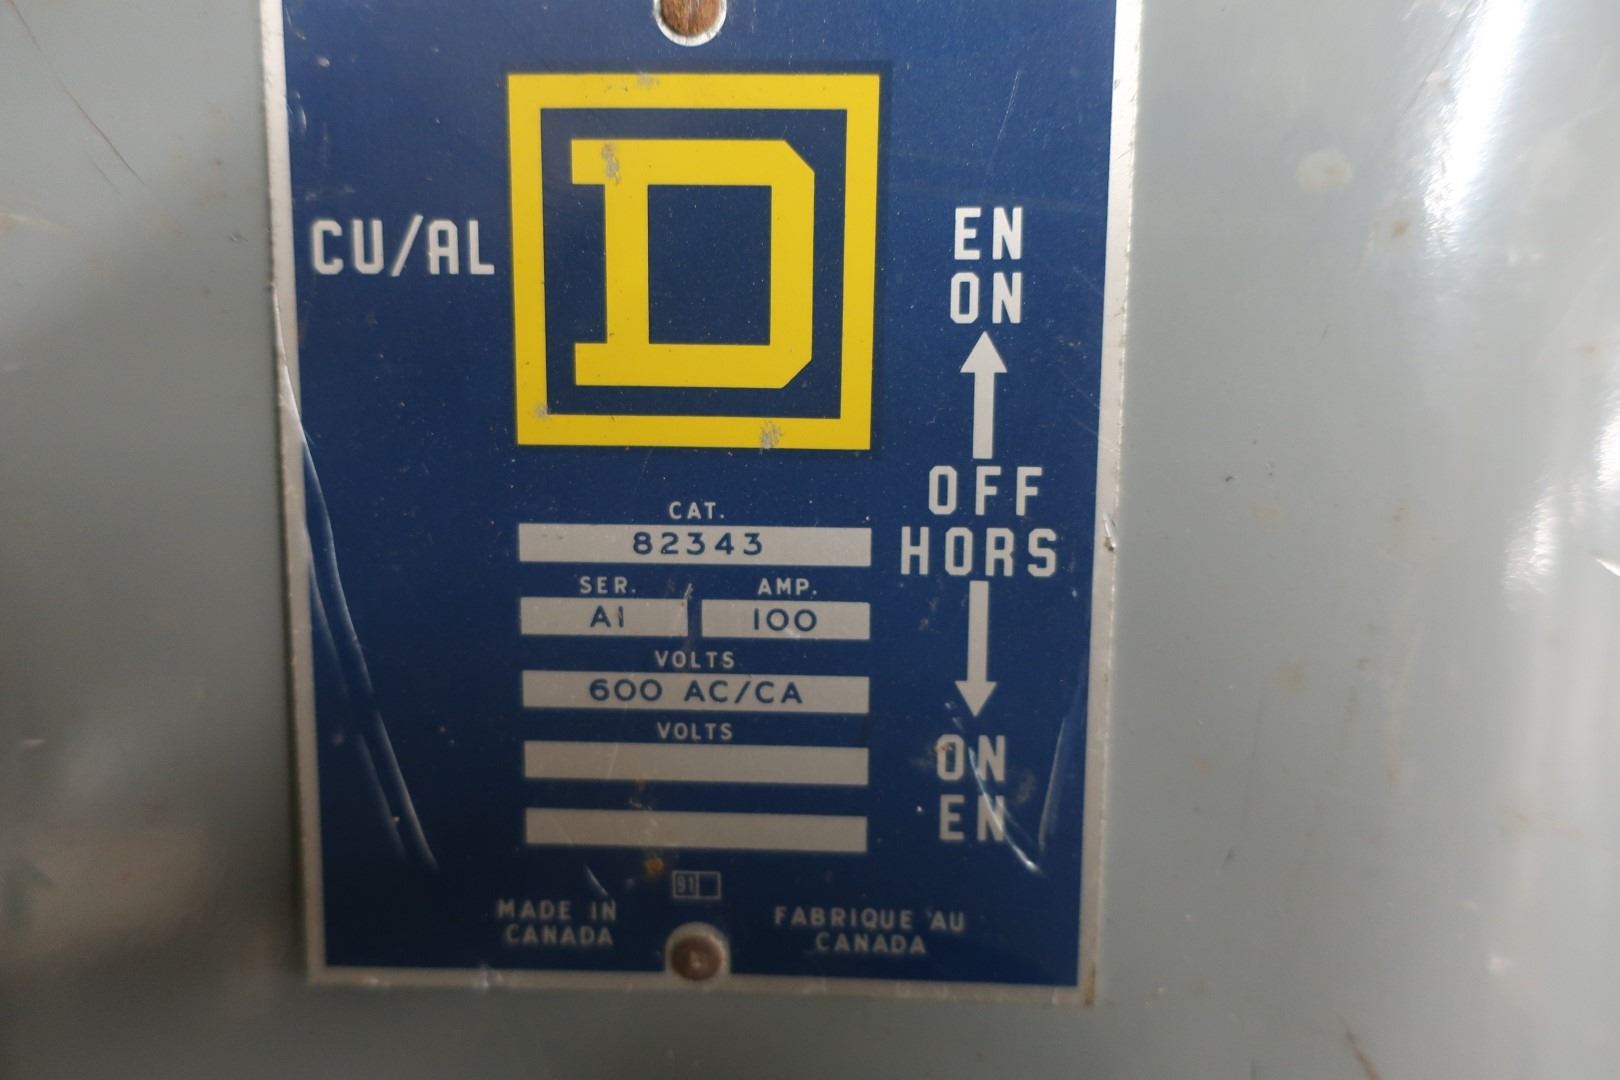 D
CU/AL
EN
ON
OFF
HORS
ON
EN
CAT.
82343
SER. AMP.
A1 100
VOLTS
600 AC/CA
VOLTS
91
MADE IN
CANADA
FABRIQUE AU
CANADA